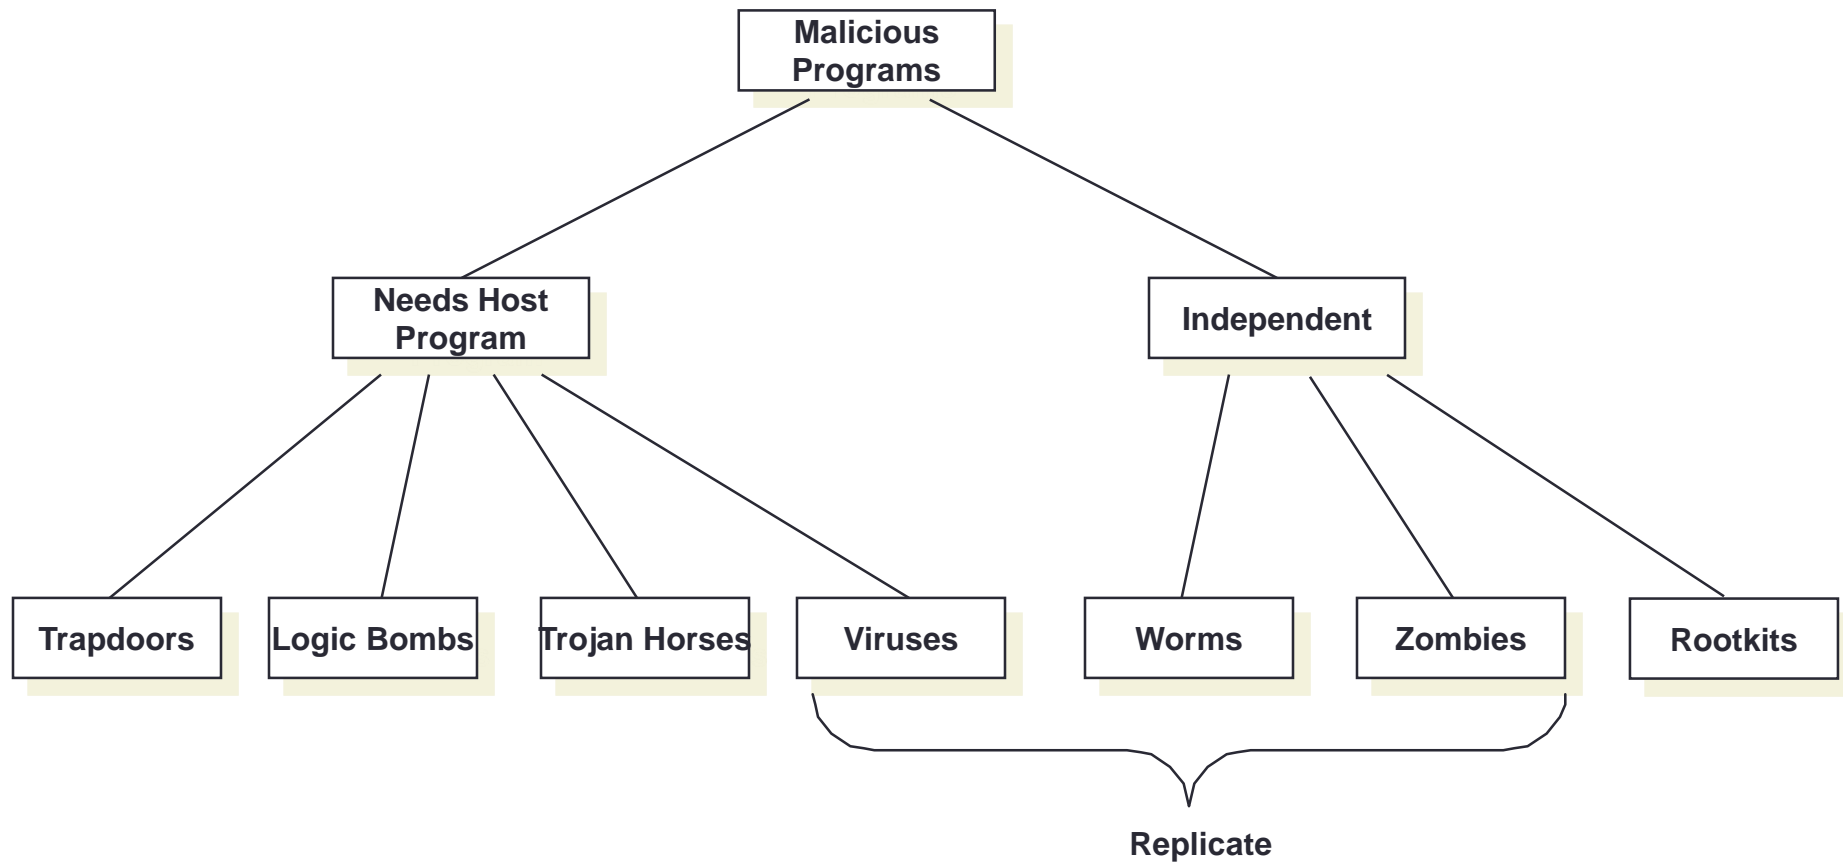 Malicious
Programs
Needs Host
Program
Independent
Trapdoors
Logic Bombs
Trojan Horses
Viruses
Worms
Zombies
Rootkits
Replicate